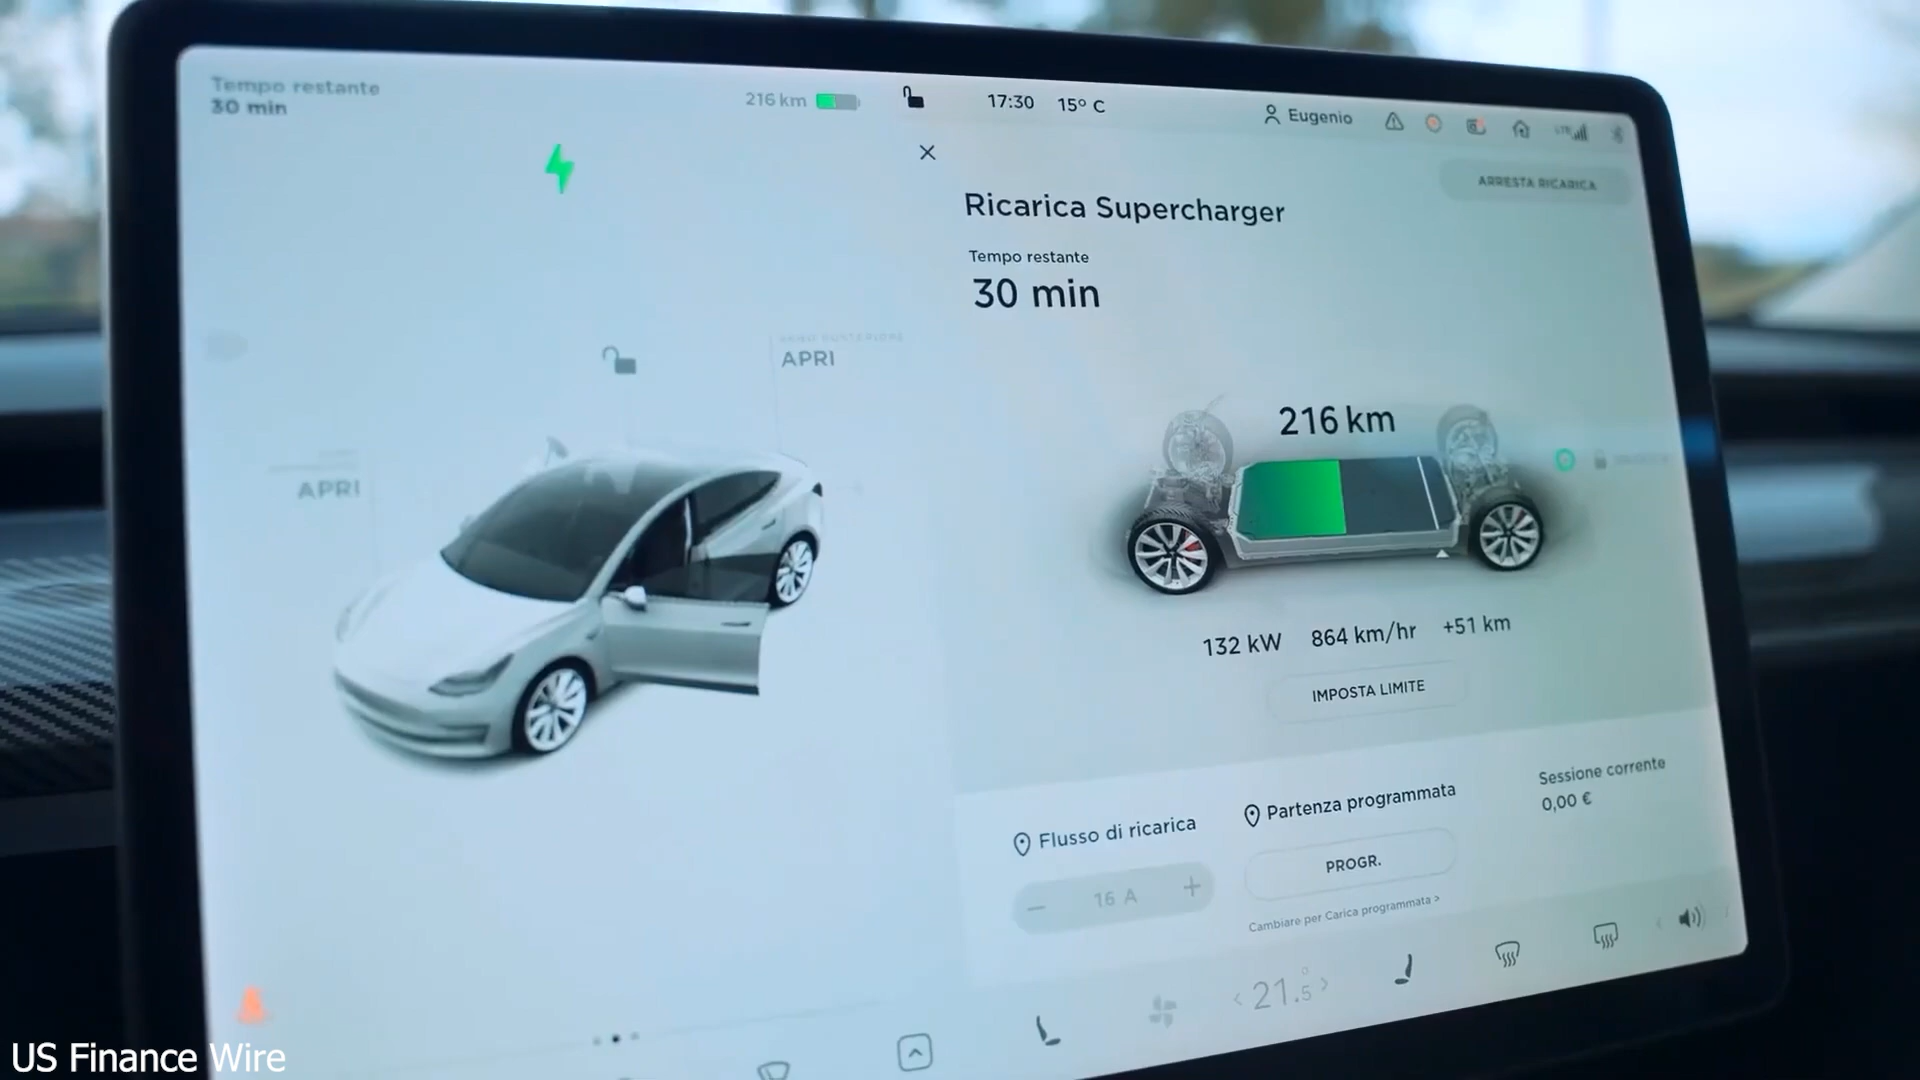 Tempo restante
30 min
216 km
17:30
15° C
Eugenio
LTE
ARRESTA RICARICA
Ricarica Supercharger
Tempo restante
30 min
APRI
APRI
216 km
132 kW
864 km/hr
+51 km
IMPOSTA LIMITE
Flusso di ricarica
16 A
Partenza programmata
PROGR.
Cambiare per Carica programmata >
Sessione corrente
0,00 €
21.5°
US Finance Wire